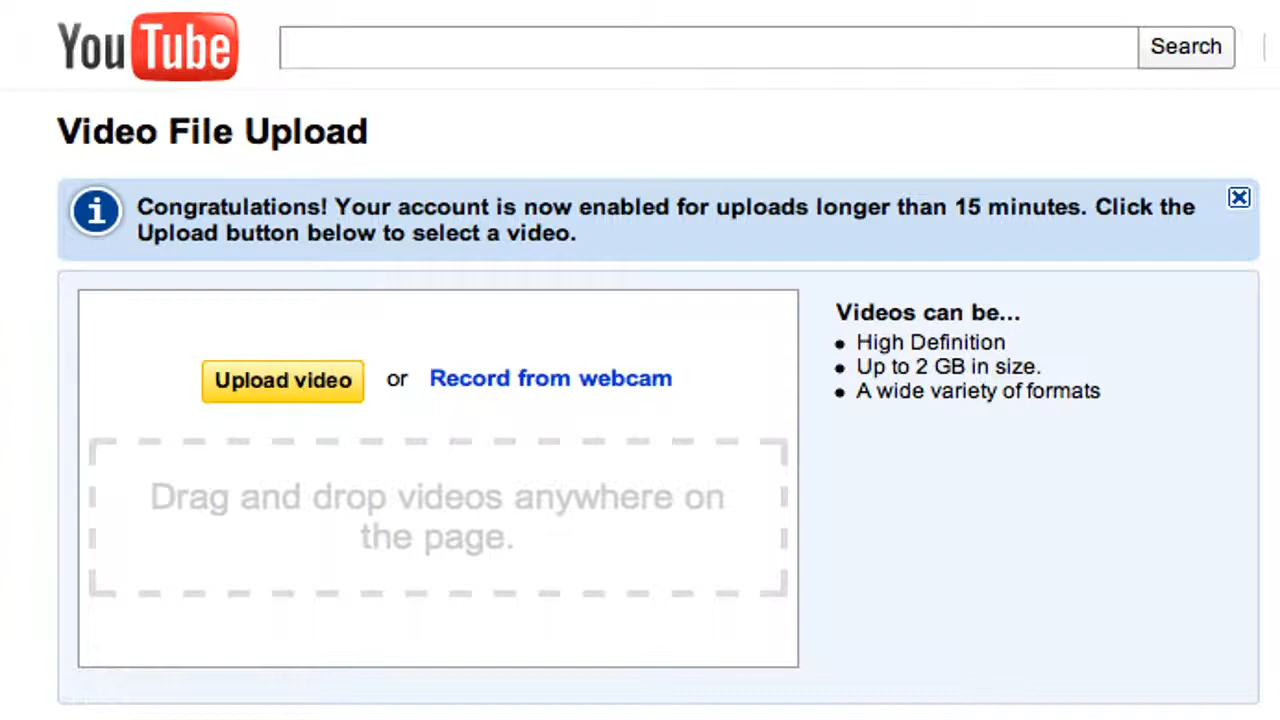 YouTube
Search
Video File Upload
Congratulations! Your account is now enabled for uploads longer than 15 minutes. Click the
Upload button below to select a video.
Upload video or Record from webcam
Drag and drop videos anywhere on
the page.
Videos can be...
• High Definition
• Up to 2 GB in size.
• A wide variety of formats